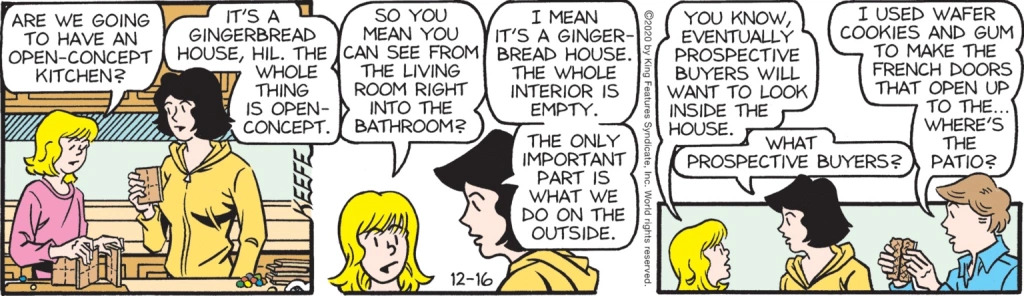 ARE WE GOING
TO HAVE AN
OPEN-CONCEPT
KITCHEN?
IT'S A
GINGERBREAD
HOUSE, HIL. THE
WHOLE
THING
IS OPEN-
CONCEPT.
SO YOU
MEAN YOU
CAN SEE FROM
THE LIVING
ROOM RIGHT
INTO THE
BATHROOM?
I MEAN
IT'S A GINGER-
BREAD HOUSE.
THE WHOLE
INTERIOR IS
EMPTY.
THE ONLY
IMPORTANT
PART IS
WHAT WE
DO ON THE
OUTSIDE.
12-16
©2020 by King Features Syndicate, Inc. World rights reserved.
YOU KNOW,
EVENTUALLY
PROSPECTIVE
BUYERS WILL
WANT TO LOOK
INSIDE THE
HOUSE.
WHAT
PROSPECTIVE BUYERS?
I USED WAFER
COOKIES AND GUM
TO MAKE THE
FRENCH DOORS
THAT OPEN UP
TO THE...
WHERE'S
THE
PATIO?